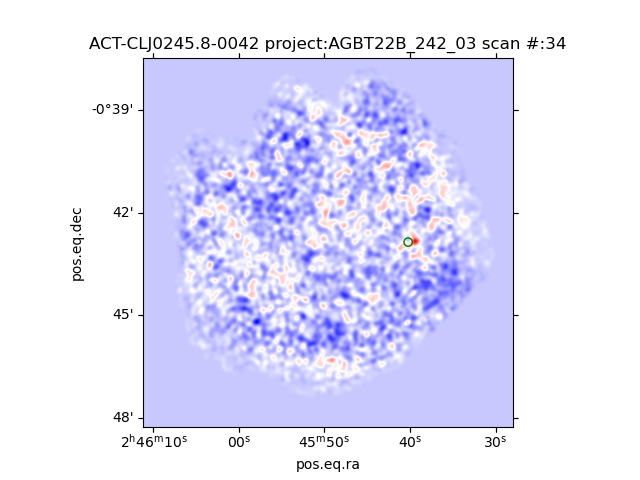 ACT-CLJ0245.8-0042 project:AGBT22B_242_03 scan #:34
-0°39'
42'
45'
48'
pos.eq.dec
2ʰ46ᵐ10ˢ 00ˢ 45ᵐ50ˢ 40ˢ 30ˢ
pos.eq.ra